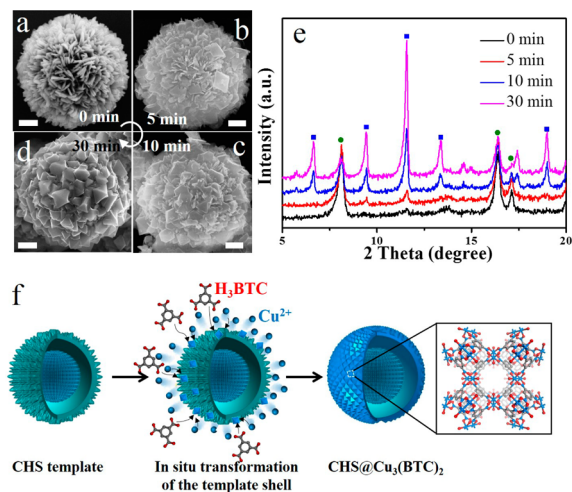 a
0 min
b
5 min
d
30 min
10 min
c
e
0 min
5 min
10 min
30 min
Intensity (a.u.)
5
10
15
20
2 Theta (degree)
f
H₃BTC
Cu²⁺
CHS template
In situ transformation
of the template shell
CHS@Cu₃(BTC)₂